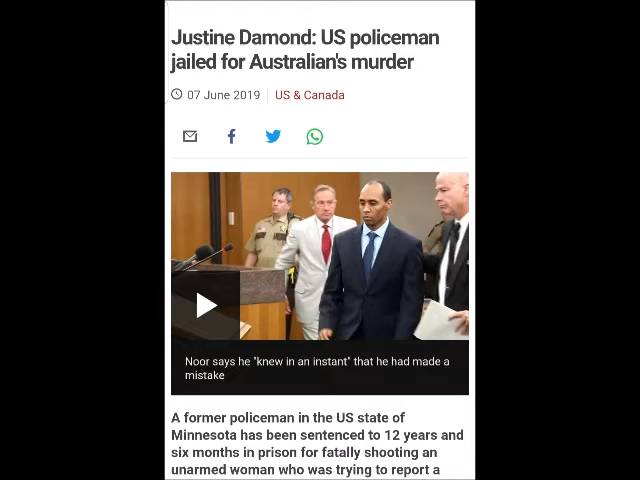 Justine Damond: US policeman
jailed for Australian's murder
07 June 2019 US & Canada
Noor says he "knew in an instant" that he had made a
mistake
A former policeman in the US state of
Minnesota has been sentenced to 12 years and
six months in prison for fatally shooting an
unarmed woman who was trying to report a